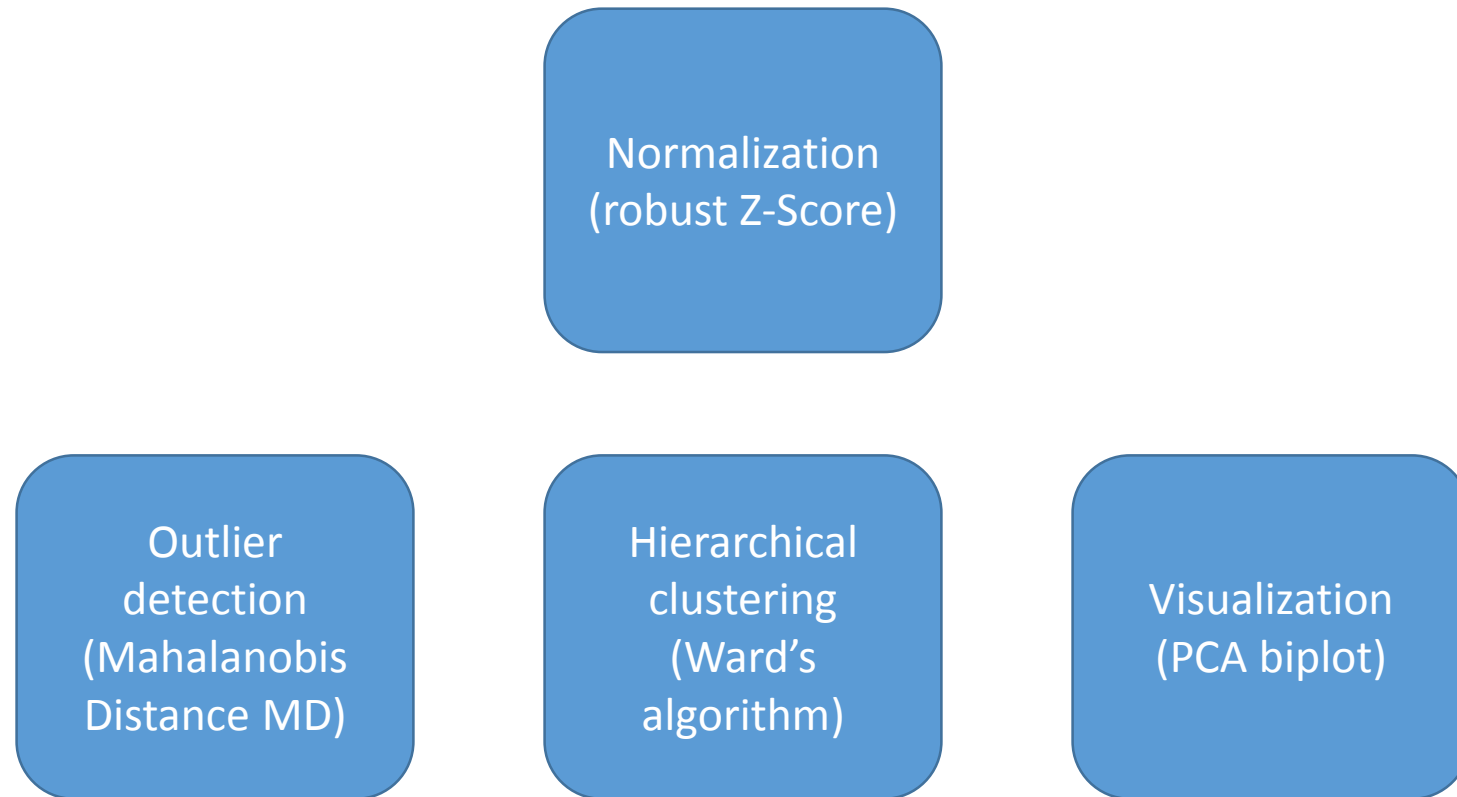 Normalization
(robust Z-Score)
Outlier
detection
(Mahalanobis
Distance MD)
Hierarchical
clustering
(Ward’s
algorithm)
Visualization
(PCA biplot)